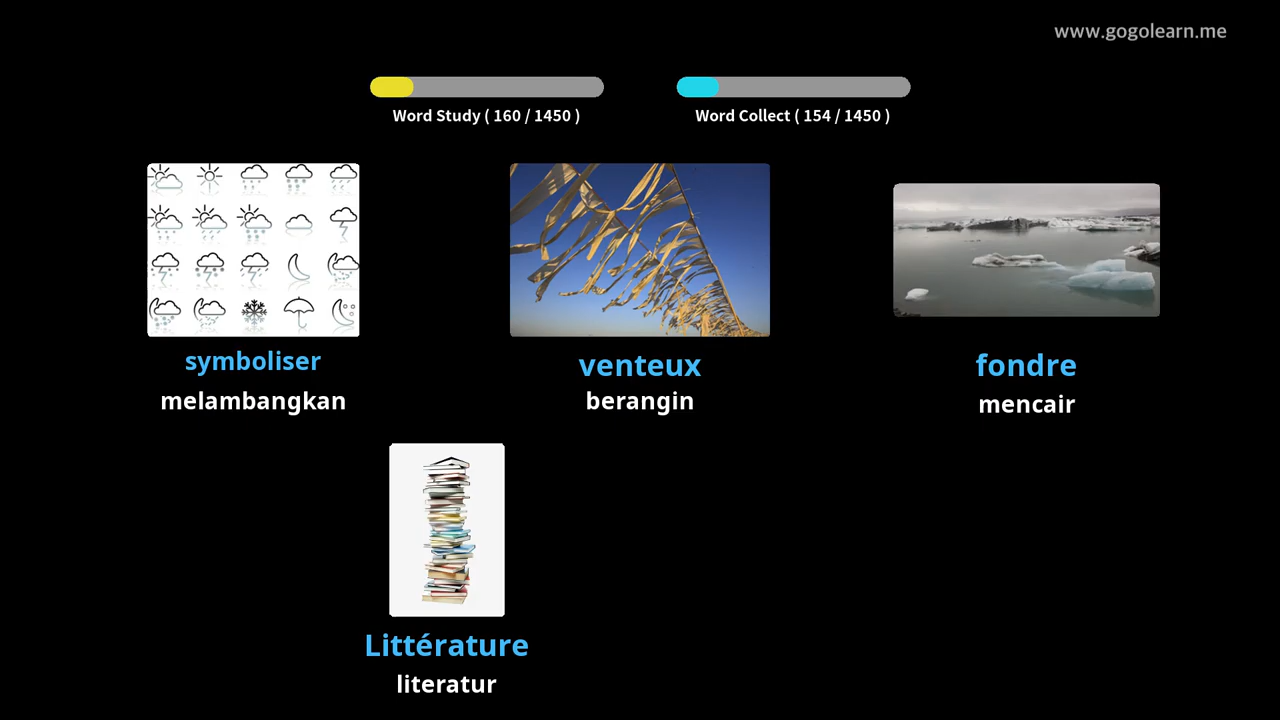 www.gogolearn.me
Word Study ( 160 / 1450 )
Word Collect ( 154 / 1450 )
symboliser
melambangkan
venteux
berangin
fondre
mencair
Littérature
literatur